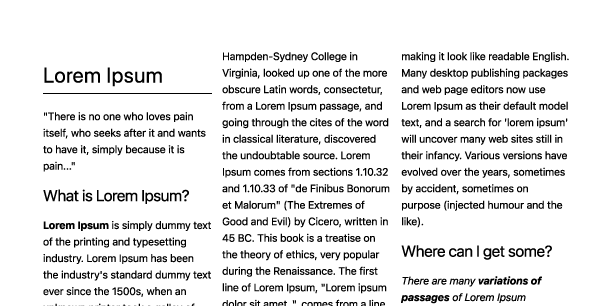 Lorem Ipsum
"There is no one who loves pain
itself, who seeks after it and wants
to have it, simply because it is
pain..."
What is Lorem Ipsum?
Lorem Ipsum is simply dummy text
of the printing and typesetting
industry. Lorem Ipsum has been
the industry's standard dummy text
ever since the 1500s, when an
Hampden-Sydney College in
Virginia, looked up one of the more
obscure Latin words, consectetur,
from a Lorem Ipsum passage, and
going through the cites of the word
in classical literature, discovered
the undoubtable source. Lorem
Ipsum comes from sections 1.10.32
and 1.10.33 of "de Finibus Bonorum
et Malorum" (The Extremes of
Good and Evil) by Cicero, written in
45 BC. This book is a treatise on
the theory of ethics, very popular
during the Renaissance. The first
line of Lorem Ipsum, "Lorem ipsum
dolor sit amet..", comes from a line
making it look like readable English.
Many desktop publishing packages
and web page editors now use
Lorem Ipsum as their default model
text, and a search for 'lorem ipsum'
will uncover many web sites still in
their infancy. Various versions have
evolved over the years, sometimes
by accident, sometimes on
purpose (injected humour and the
like).
Where can I get some?
There are many variations of
passages of Lorem Ipsum